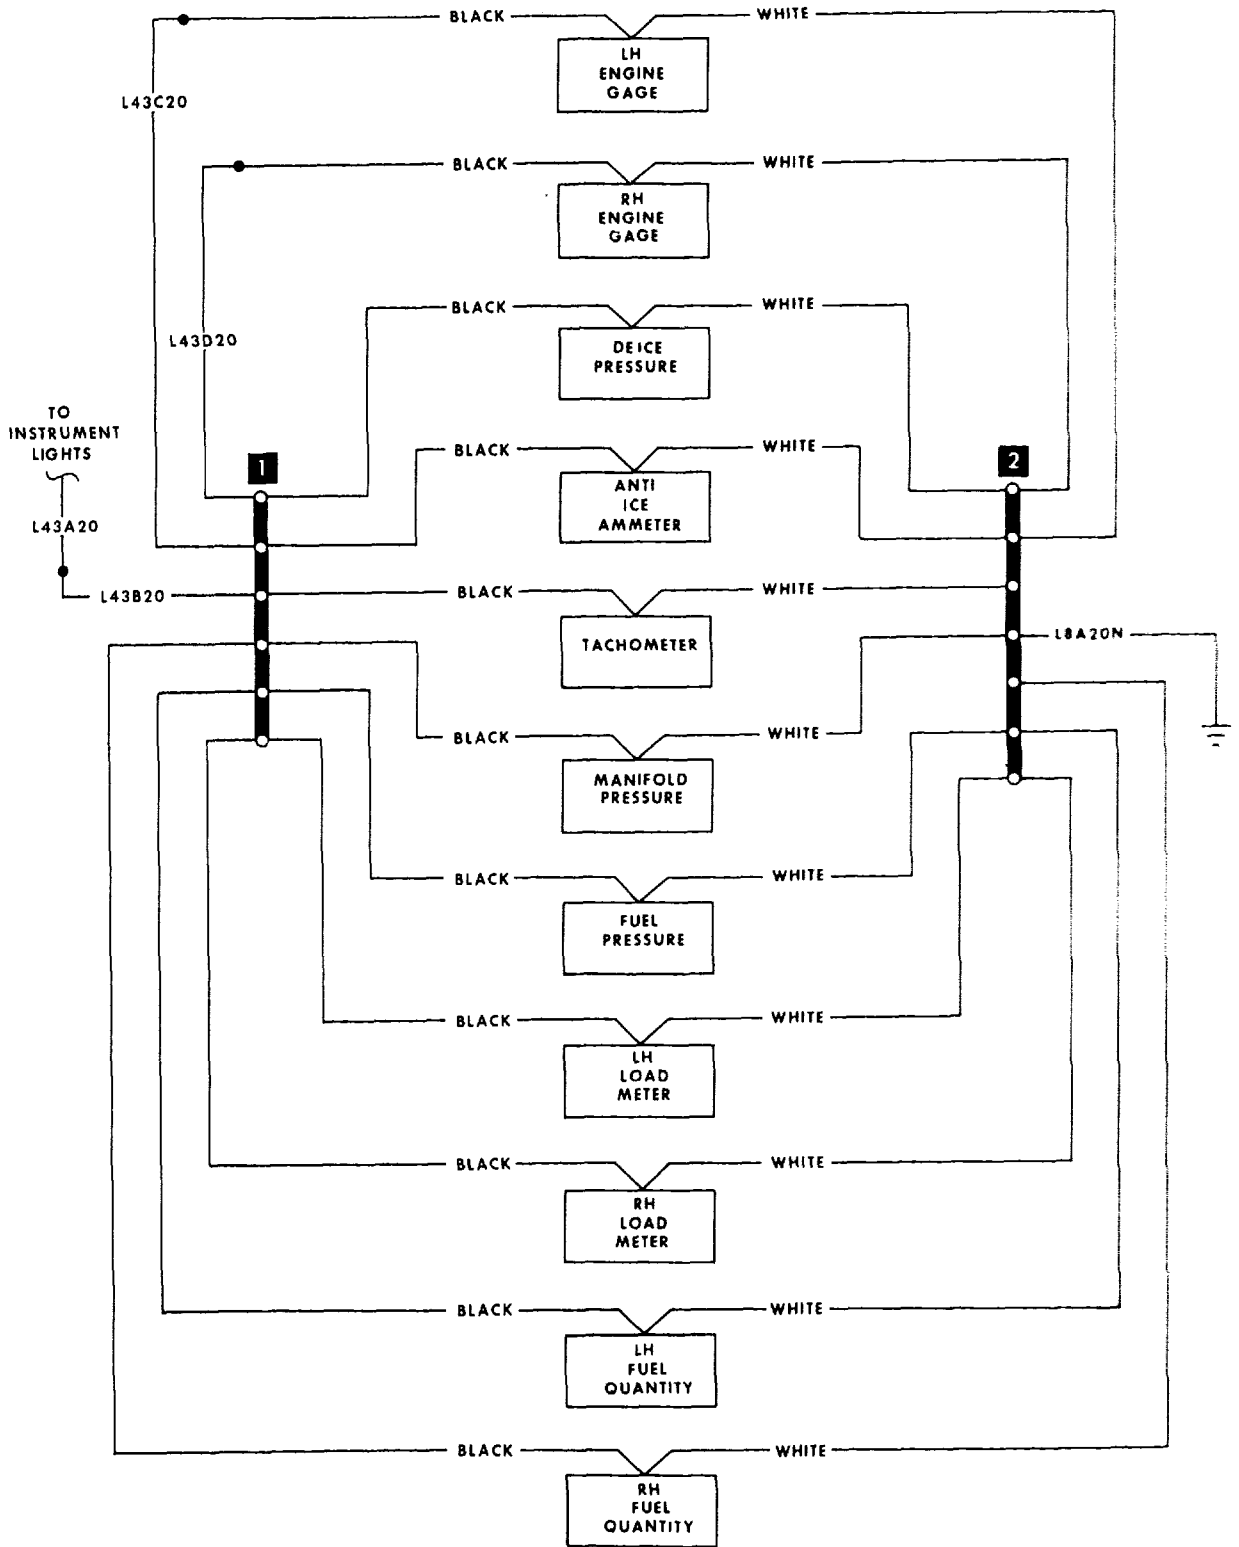 BLACK
WHITE
LH
ENGINE
GAGE
L43C20
BLACK
WHITE
RH
ENGINE
GAGE
BLACK
WHITE
L43D20
DEICE
PRESSURE
TO
INSTRUMENT
LIGHTS
BLACK
WHITE
1
2
ANTI
ICE
AMMETER
L43A20
L43B20
BLACK
WHITE
TACHOMETER
L8A20N
BLACK
WHITE
MANIFOLD
PRESSURE
BLACK
WHITE
FUEL
PRESSURE
BLACK
WHITE
LH
LOAD
METER
BLACK
WHITE
RH
LOAD
METER
BLACK
WHITE
LH
FUEL
QUANTITY
BLACK
WHITE
RH
FUEL
QUANTITY